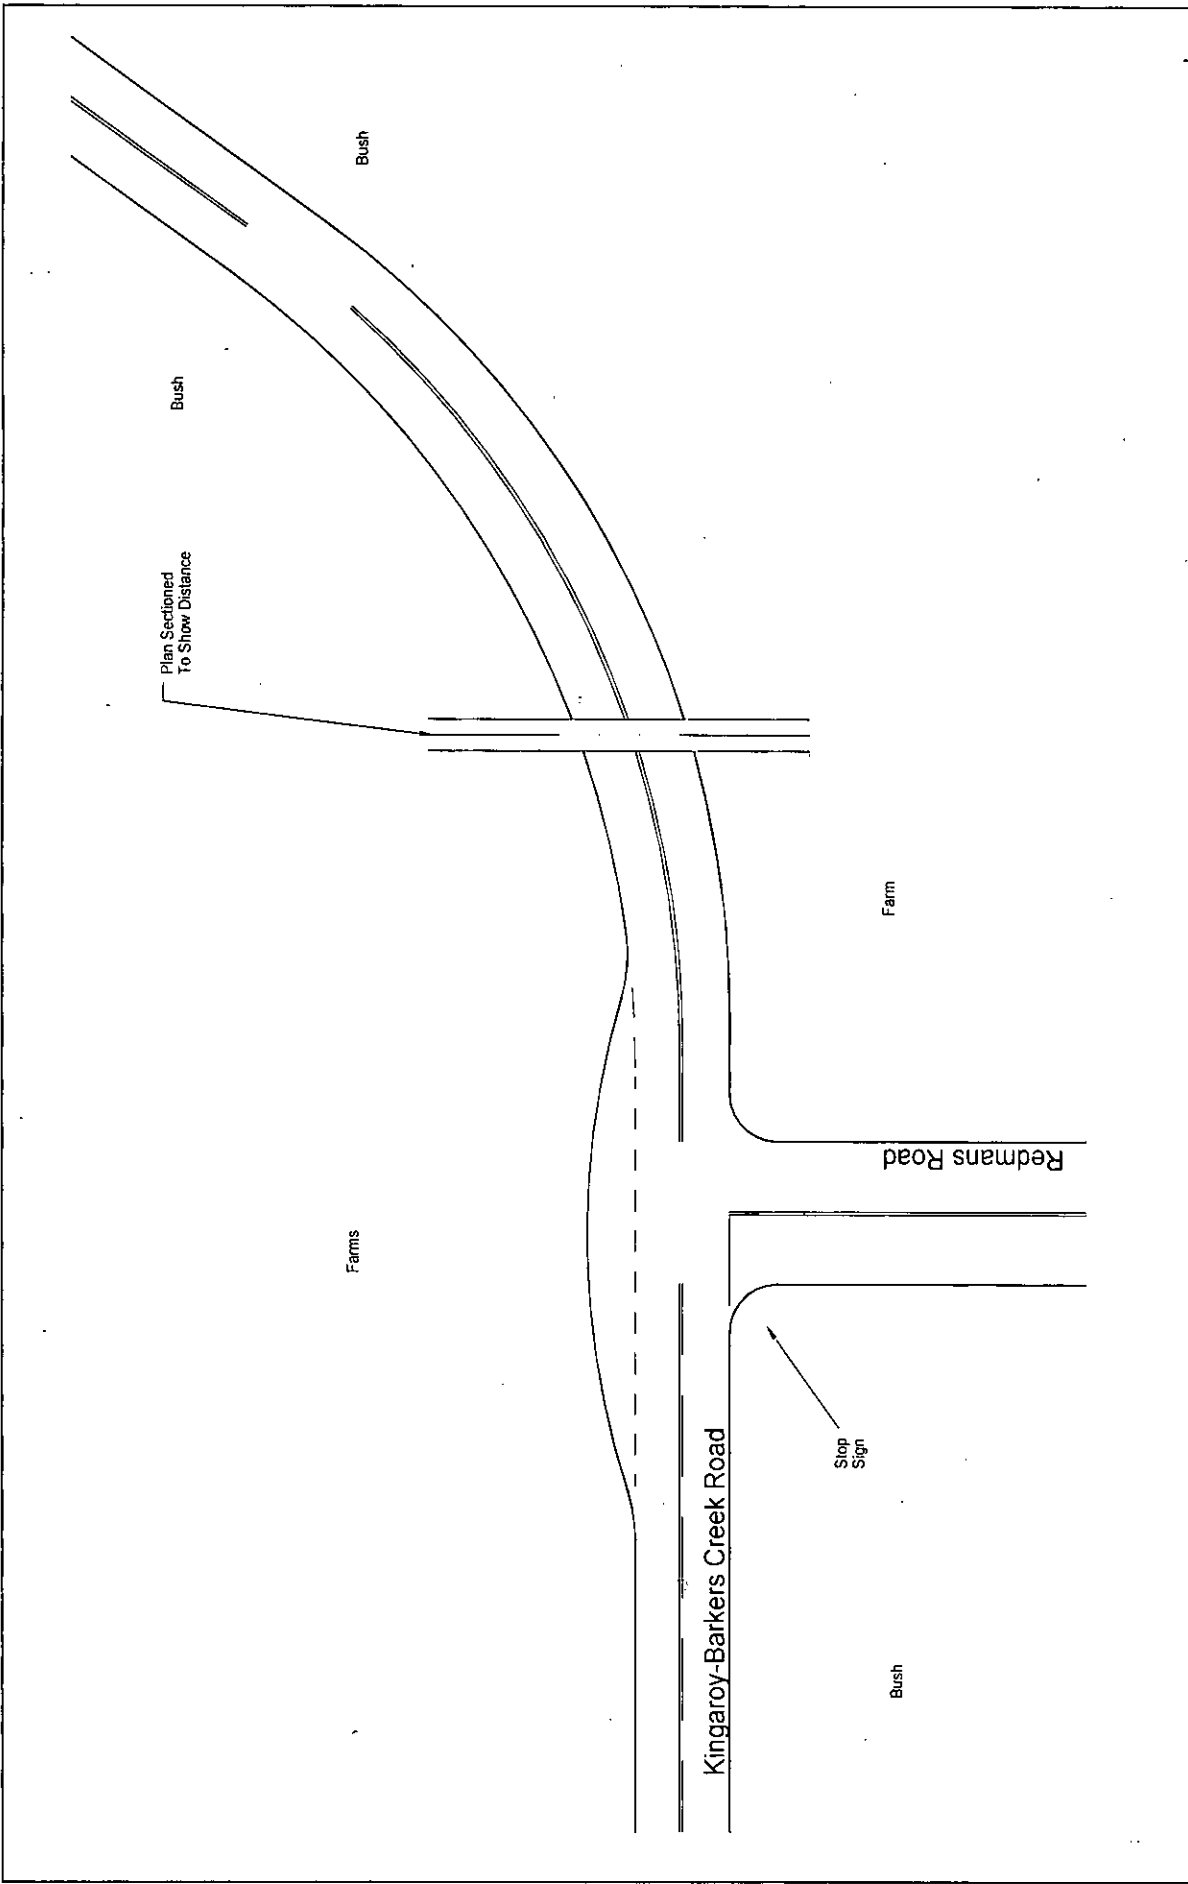 Bush
Bush
Plan Sectioned
To Show Distance
Farm
Farms
Redmans Road
Stop
Sign
Kingaroy-Barkers Creek Road
Bush